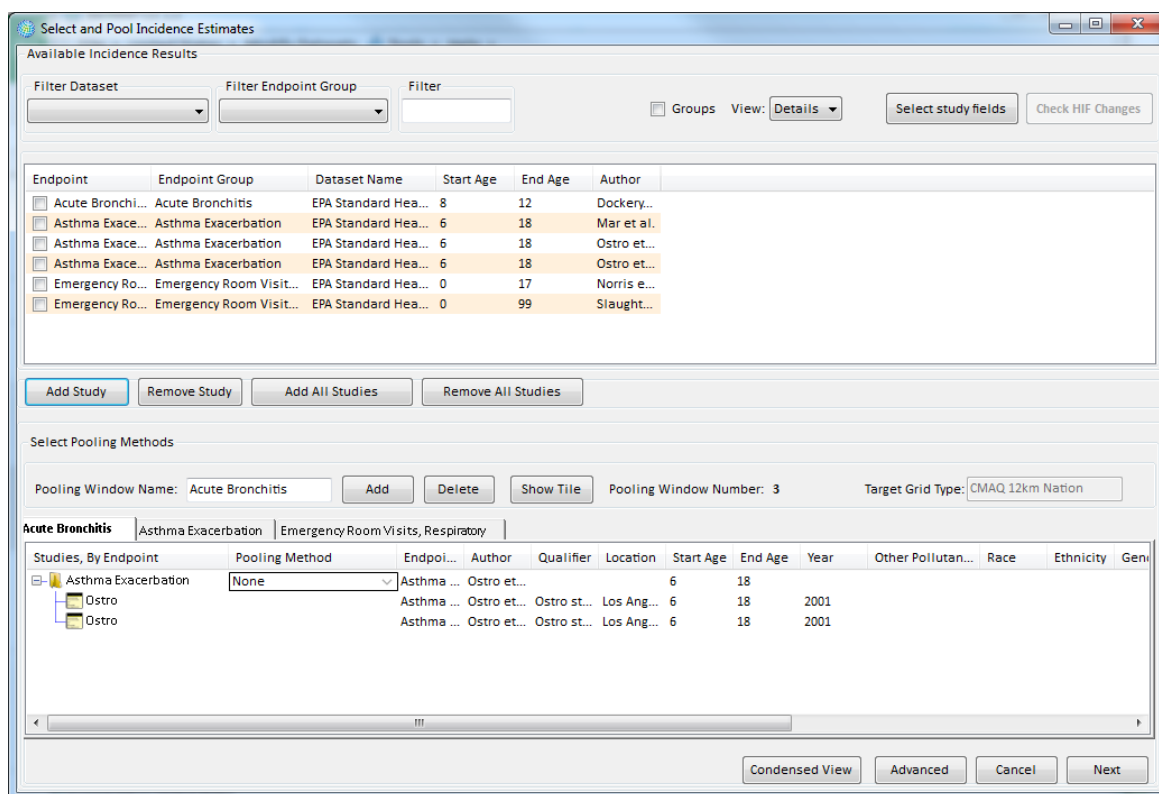 Select and Pool Incidence Estimates
Available Incidence Results
Filter Dataset Filter Endpoint Group Filter
Groups View: Details Select study fields Check HIF Changes
Endpoint Endpoint Group Dataset Name Start Age End Age Author
Acute Bronchi... Acute Bronchitis EPA Standard Hea... 8 12 Dockery...
Asthma Exace... Asthma Exacerbation EPA Standard Hea... 6 18 Mar et al.
Asthma Exace... Asthma Exacerbation EPA Standard Hea... 6 18 Ostro et...
Asthma Exace... Asthma Exacerbation EPA Standard Hea... 6 18 Ostro et...
Emergency Ro... Emergency Room Visit... EPA Standard Hea... 0 17 Norris e...
Emergency Ro... Emergency Room Visit... EPA Standard Hea... 0 99 Slaught...
Add Study Remove Study Add All Studies Remove All Studies
Select Pooling Methods
Pooling Window Name: Acute Bronchitis Add Delete Show Tile Pooling Window Number: 3 Target Grid Type: CMAQ 12km Nation
Acute Bronchitis Asthma Exacerbation Emergency Room Visits, Respiratory
Studies, By Endpoint Pooling Method Endpoi... Author Qualifier Location Start Age End Age Year Other Pollutan... Race Ethnicity Gen
Asthma Exacerbation None Asthma ... Ostro et... 6 18
Ostro Asthma ... Ostro et... Ostro st... Los Ang... 6 18 2001
Ostro Asthma ... Ostro et... Ostro st... Los Ang... 6 18 2001
Condensed View Advanced Cancel Next